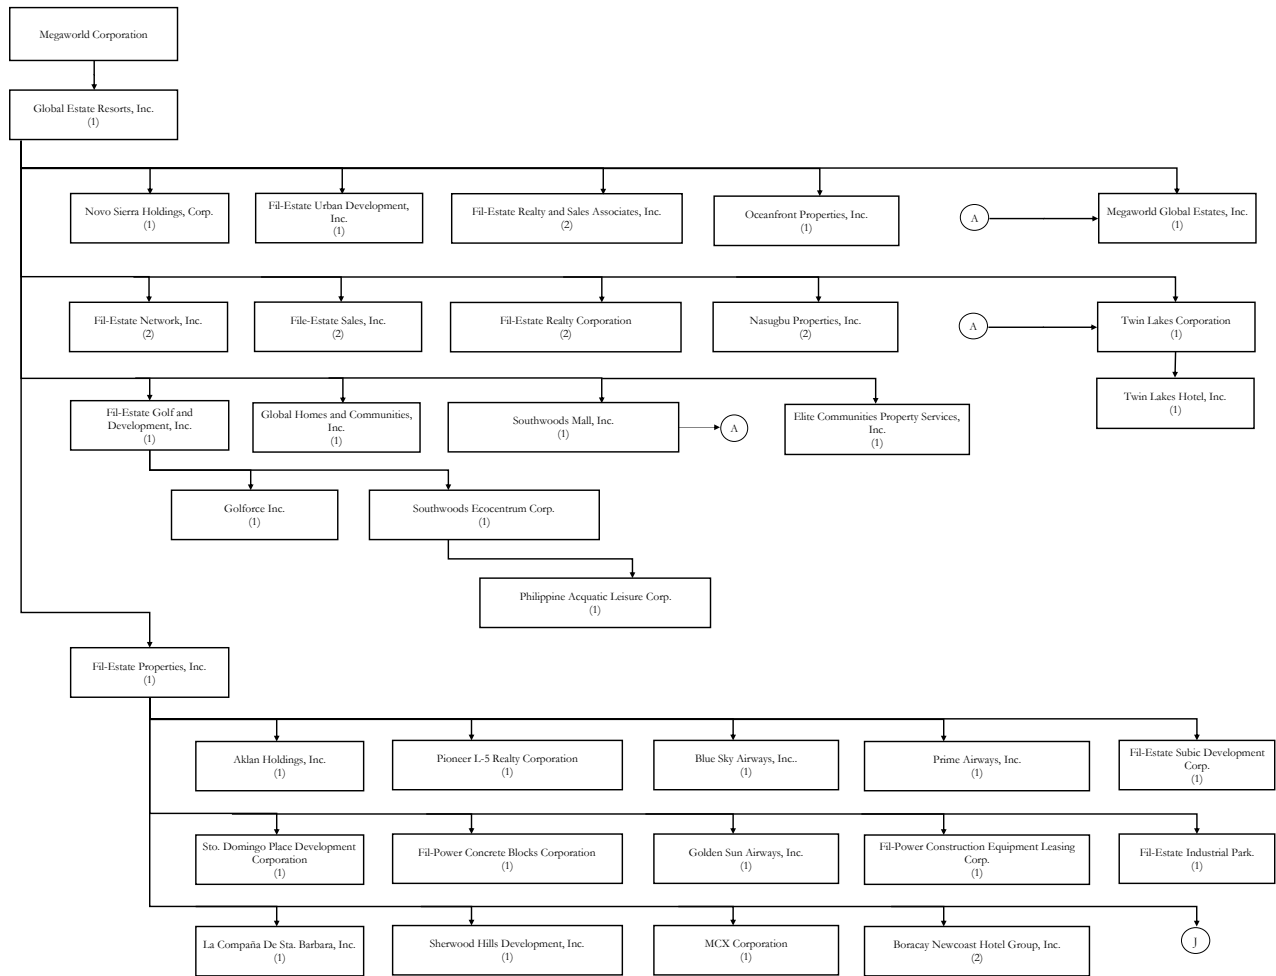 Megaworld Corporation
Global Estate Resorts, Inc.
(1)
Novo Sierra Holdings, Corp.
(1)
Fil-Estate Urban Development,
Inc.
(1)
Fil-Estate Realty and Sales Associates, Inc.
(2)
Oceanfront Properties, Inc.
(1)
A
Megaworld Global Estates, Inc.
(1)
Fil-Estate Network, Inc.
(2)
File-Estate Sales, Inc.
(2)
Fil-Estate Realty Corporation
(2)
Nasugbu Properties, Inc.
(2)
A
Twin Lakes Corporation
(1)
Twin Lakes Hotel, Inc.
(1)
Fil-Estate Golf and
Development, Inc.
(1)
Global Homes and Communities,
Inc.
(1)
Southwoods Mall, Inc.
(1)
A
Elite Communities Property Services,
Inc.
(1)
Golforce Inc.
(1)
Southwoods Ecocentrum Corp.
(1)
Philippine Acquatic Leisure Corp.
(1)
Fil-Estate Properties, Inc.
(1)
Aklan Holdings, Inc.
(1)
Pioneer L-5 Realty Corporation
(1)
Blue Sky Airways, Inc..
(1)
Prime Airways, Inc.
(1)
Fil-Estate Subic Development
Corp.
(1)
Sto. Domingo Place Development
Corporation
(1)
Fil-Power Concrete Blocks Corporation
(1)
Golden Sun Airways, Inc.
(1)
Fil-Power Construction Equipment Leasing
Corp.
(1)
Fil-Estate Industrial Park.
(1)
La Compaña De Sta. Barbara, Inc.
(1)
Sherwood Hills Development, Inc.
(1)
MCX Corporation
(1)
Boracay Newcoast Hotel Group, Inc.
(2)
J